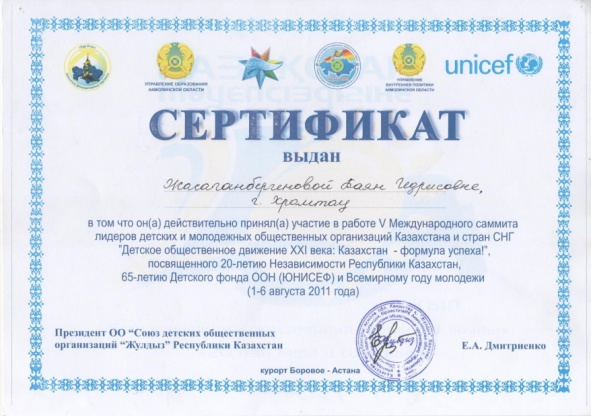 УПРАВЛЕНИЕ ОБРАЗОВАНИЯ
АКМОЛИНСКОЙ ОБЛАСТИ
УПРАВЛЕНИЕ
ВНУТРЕННЕЙ ПОЛИТИКИ
АКМОЛИНСКОЙ ОБЛАСТИ
unicef
СЕРТИФИКАТ
выдан
Жасаганбергеновой Баян Идрисовне,
г. Хромтау
в том что он(а) действительно принял(а) участие в работе V Международного саммита
лидеров детских и молодежных общественных организаций Казахстана и стран СНГ
"Детское общественное движение XXI века: Казахстан - формула успеха!",
посвященного 20-летию Независимости Республики Казахстан,
65-летию Детского фонда ООН (ЮНИСЕФ) и Всемирному году молодежи
(1-6 августа 2011 года)
Президент ОО “Союз детских общественных
организаций “Жулдыз” Республики Казахстан
Е.А. Дмитриенко
курорт Боровое - Астана